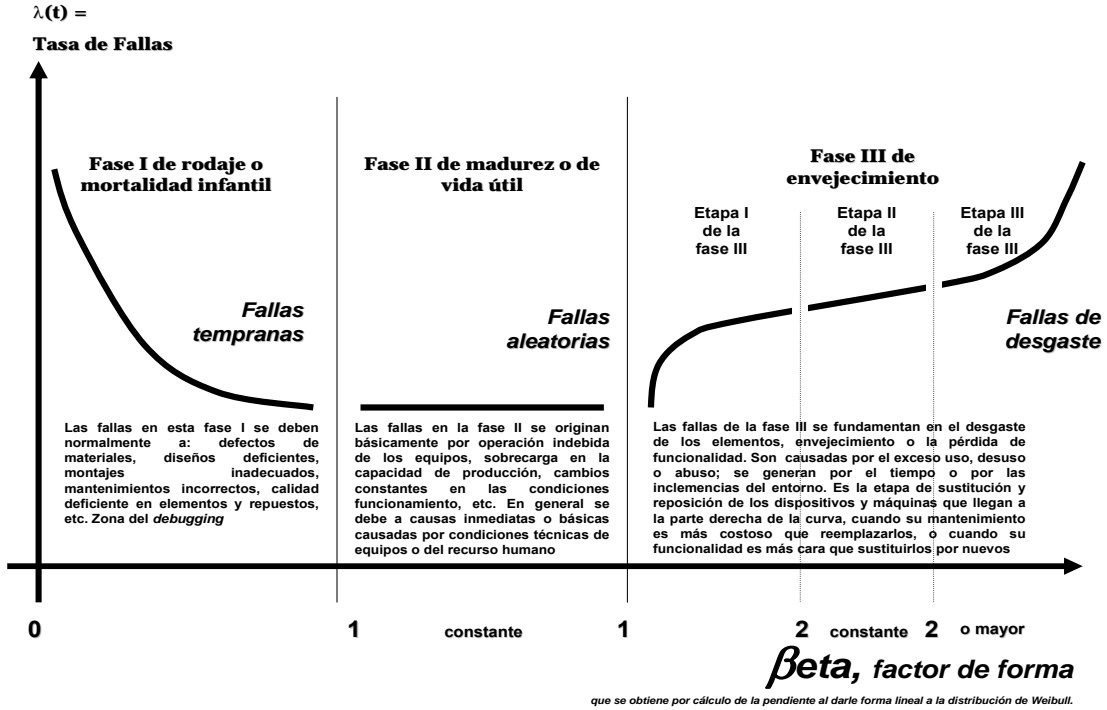 λ(t) =
Tasa de Fallas
Fase I de rodaje o
mortalidad infantil
Fallas
tempranas
Las fallas en esta fase I se deben
normalmente a: defectos de
materiales, diseños deficientes,
montajes inadecuados,
mantenimientos incorrectos, calidad
deficiente en elementos y repuestos,
etc. Zona del debugging
Fase II de madurez o de
vida útil
Fallas
aleatorias
Las fallas en la fase II se originan
básicamente por operación indebida
de los equipos, sobrecarga en la
capacidad de producción, cambios
constantes en las condiciones
funcionamiento, etc. En general se
debe a causas inmediatas o básicas
causadas por condiciones técnicas de
equipos o del recurso humano
Fase III de
envejecimiento
Etapa I
de la
fase III
Etapa II
de la
fase III
Etapa III
de la
fase III
Fallas de
desgaste
Las fallas de la fase III se fundamentan en el desgaste
de los elementos, envejecimiento o la pérdida de
funcionalidad. Son causadas por el exceso uso, desuso
o abuso; se generan por el tiempo o por las
inclemencias del entorno. Es la etapa de sustitución y
reposición de los dispositivos y máquinas que llegan a
la parte derecha de la curva, cuando su mantenimiento
es más costoso que reemplazarlos, o cuando su
funcionalidad es más cara que sustituirlos por nuevos
0 1 constante 1 2 constante 2 o mayor
βeta, factor de forma
que se obtiene por cálculo de la pendiente al darle forma lineal a la distribución de Weibull.